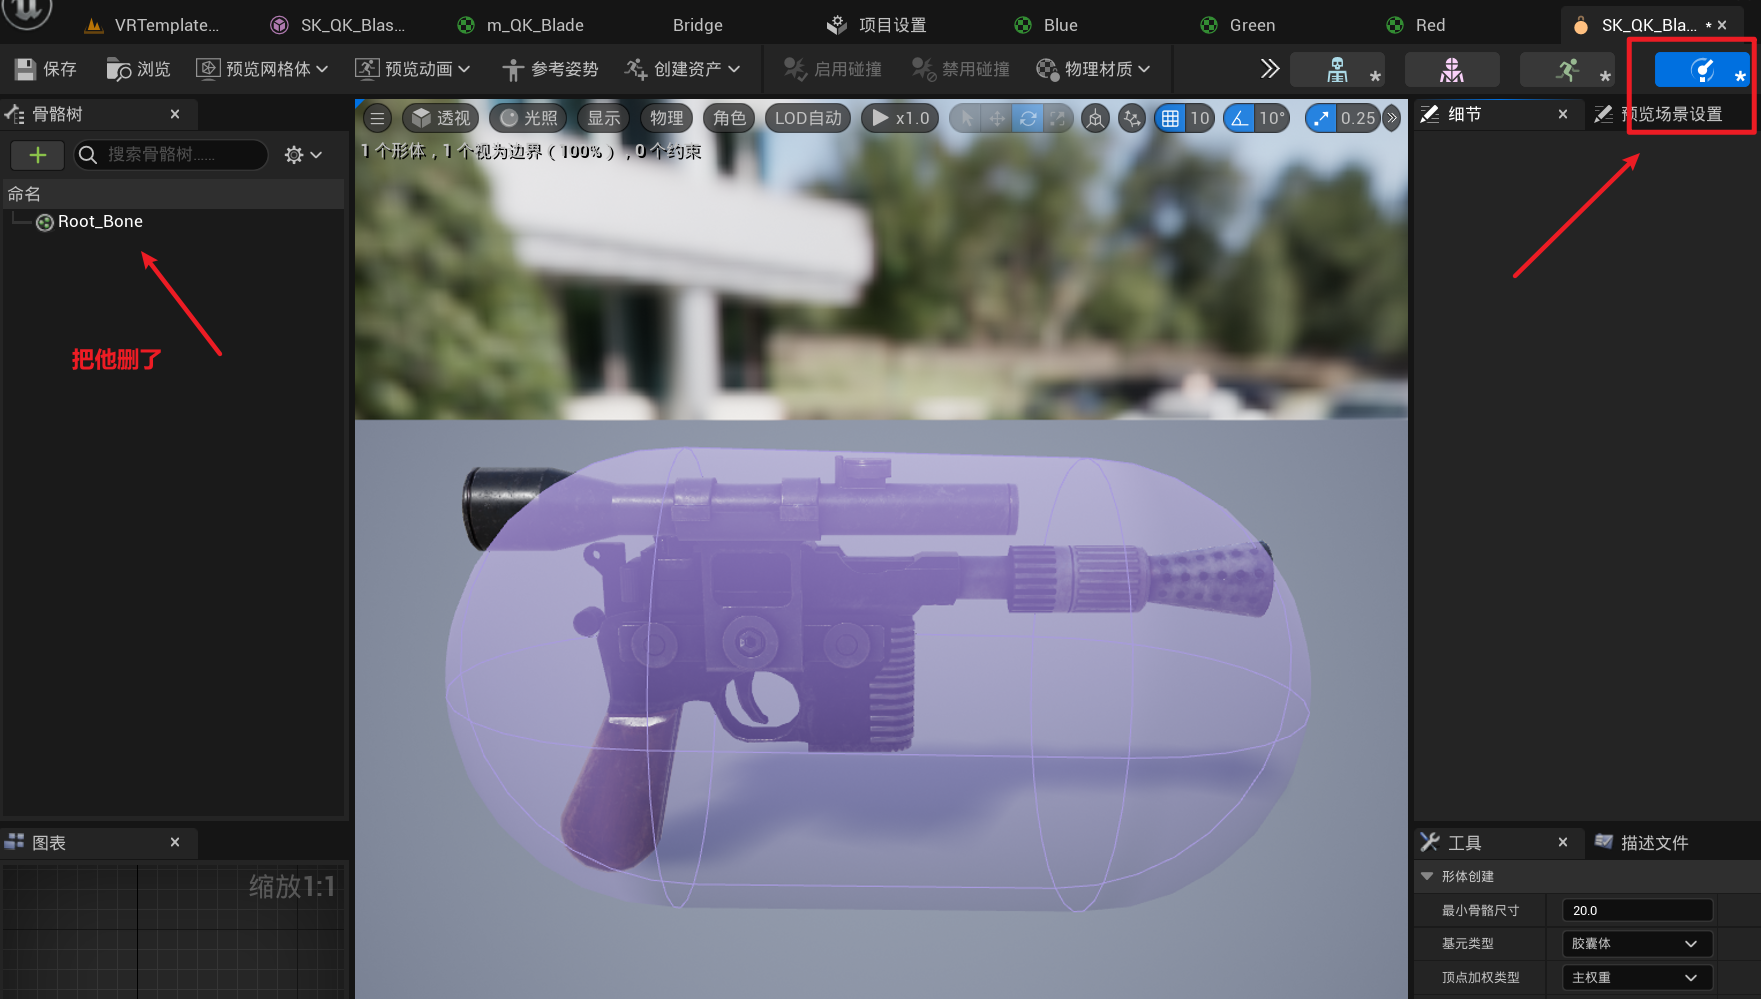 VRTemplate...
SK_QK_Blas...
m_QK_Blade
Bridge
项目设置
Blue
Green
Red
SK_QK_Bla... *
保存
浏览
预览网格体
预览动画
参考姿势
创建资产
启用碰撞
禁用碰撞
物理材质
骨骼树
透视
光照
显示
物理
角色
LOD自动
x1.0
10
10°
0.25
细节
预览场景设置
1 个形体，1 个视为边界（100%），0 个约束
搜索骨骼树......
命名
Root_Bone
把他删了
图表
缩放1:1
工具
描述文件
形体创建
最小骨骼尺寸
20.0
基元类型
胶囊体
顶点加权类型
主权重